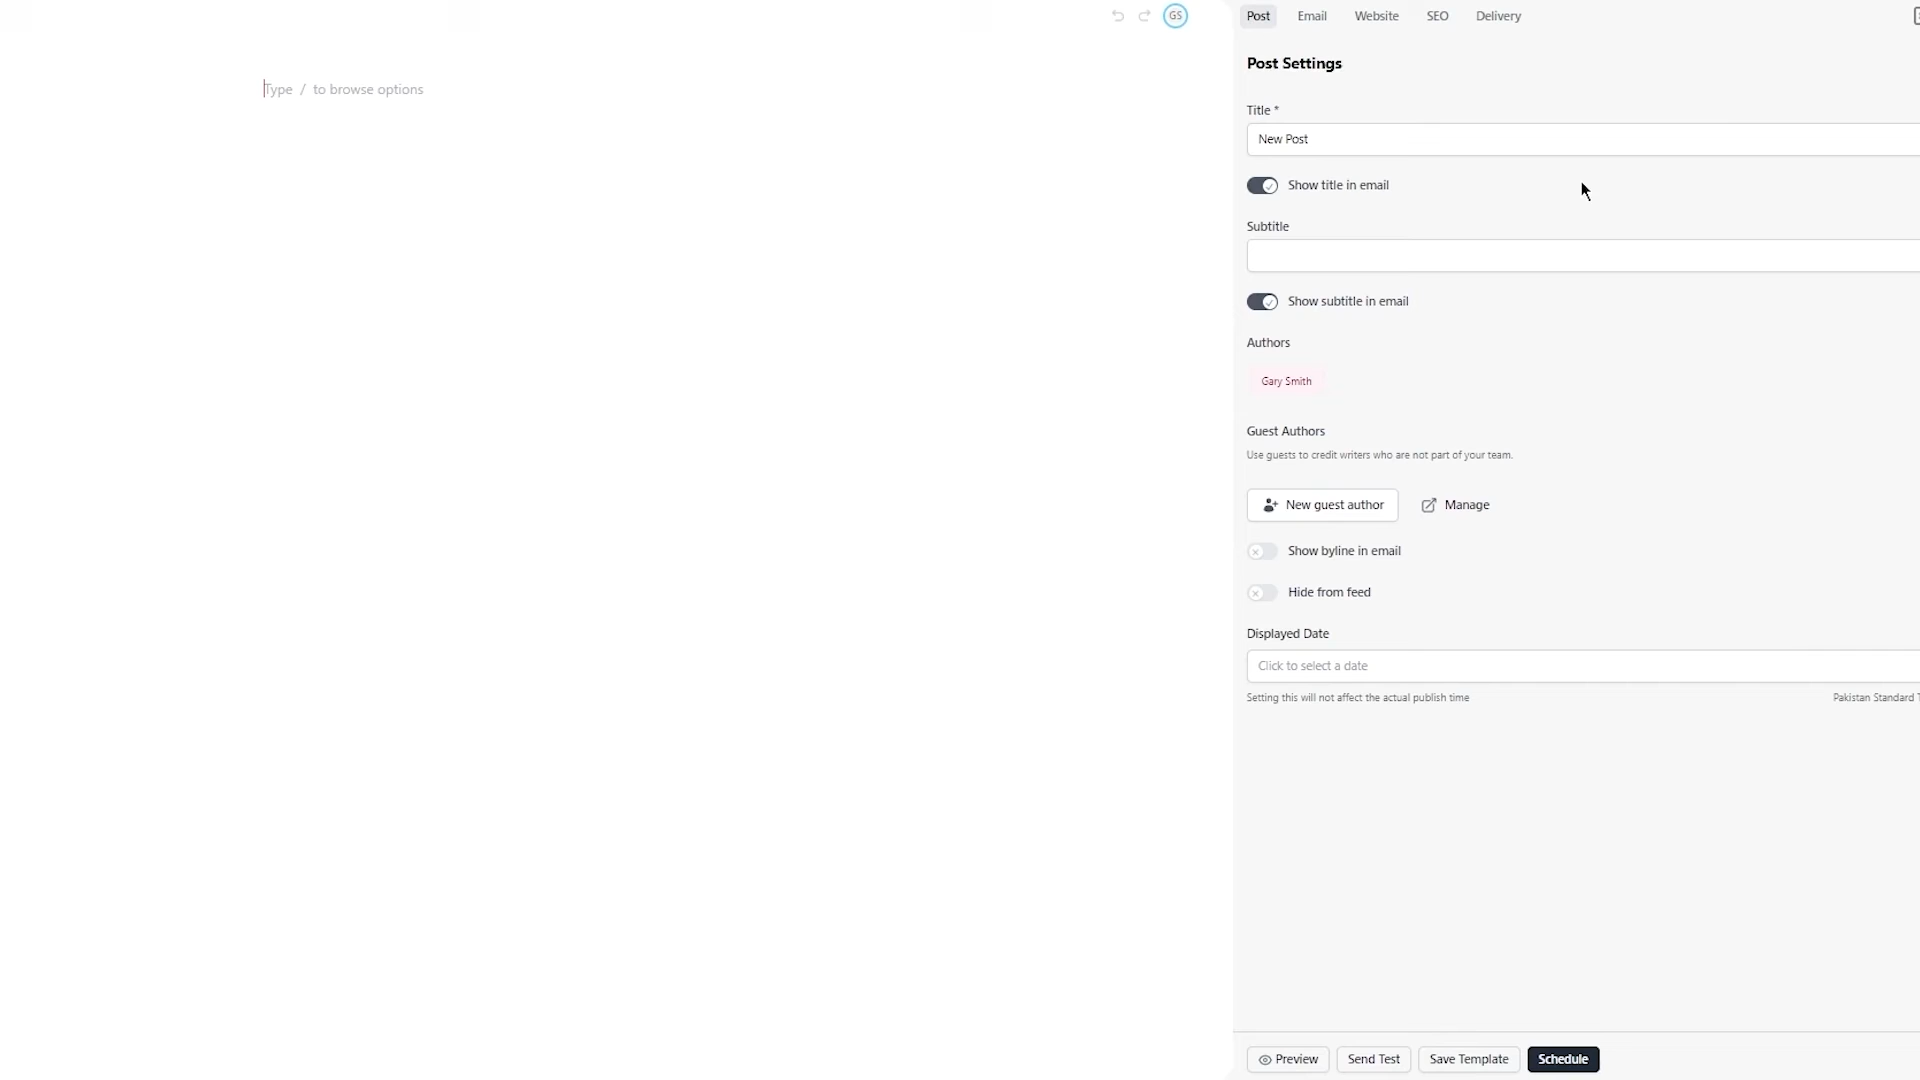 GS
Type / to browse options
Post Email Website SEO Delivery
Post Settings
Title *
New Post
Show title in email
Subtitle
Show subtitle in email
Authors
Gary Smith
Guest Authors
Use guests to credit writers who are not part of your team.
New guest author Manage
Show byline in email
Hide from feed
Displayed Date
Click to select a date
Setting this will not affect the actual publish time Pakistan Standard T
Preview Send Test Save Template Schedule